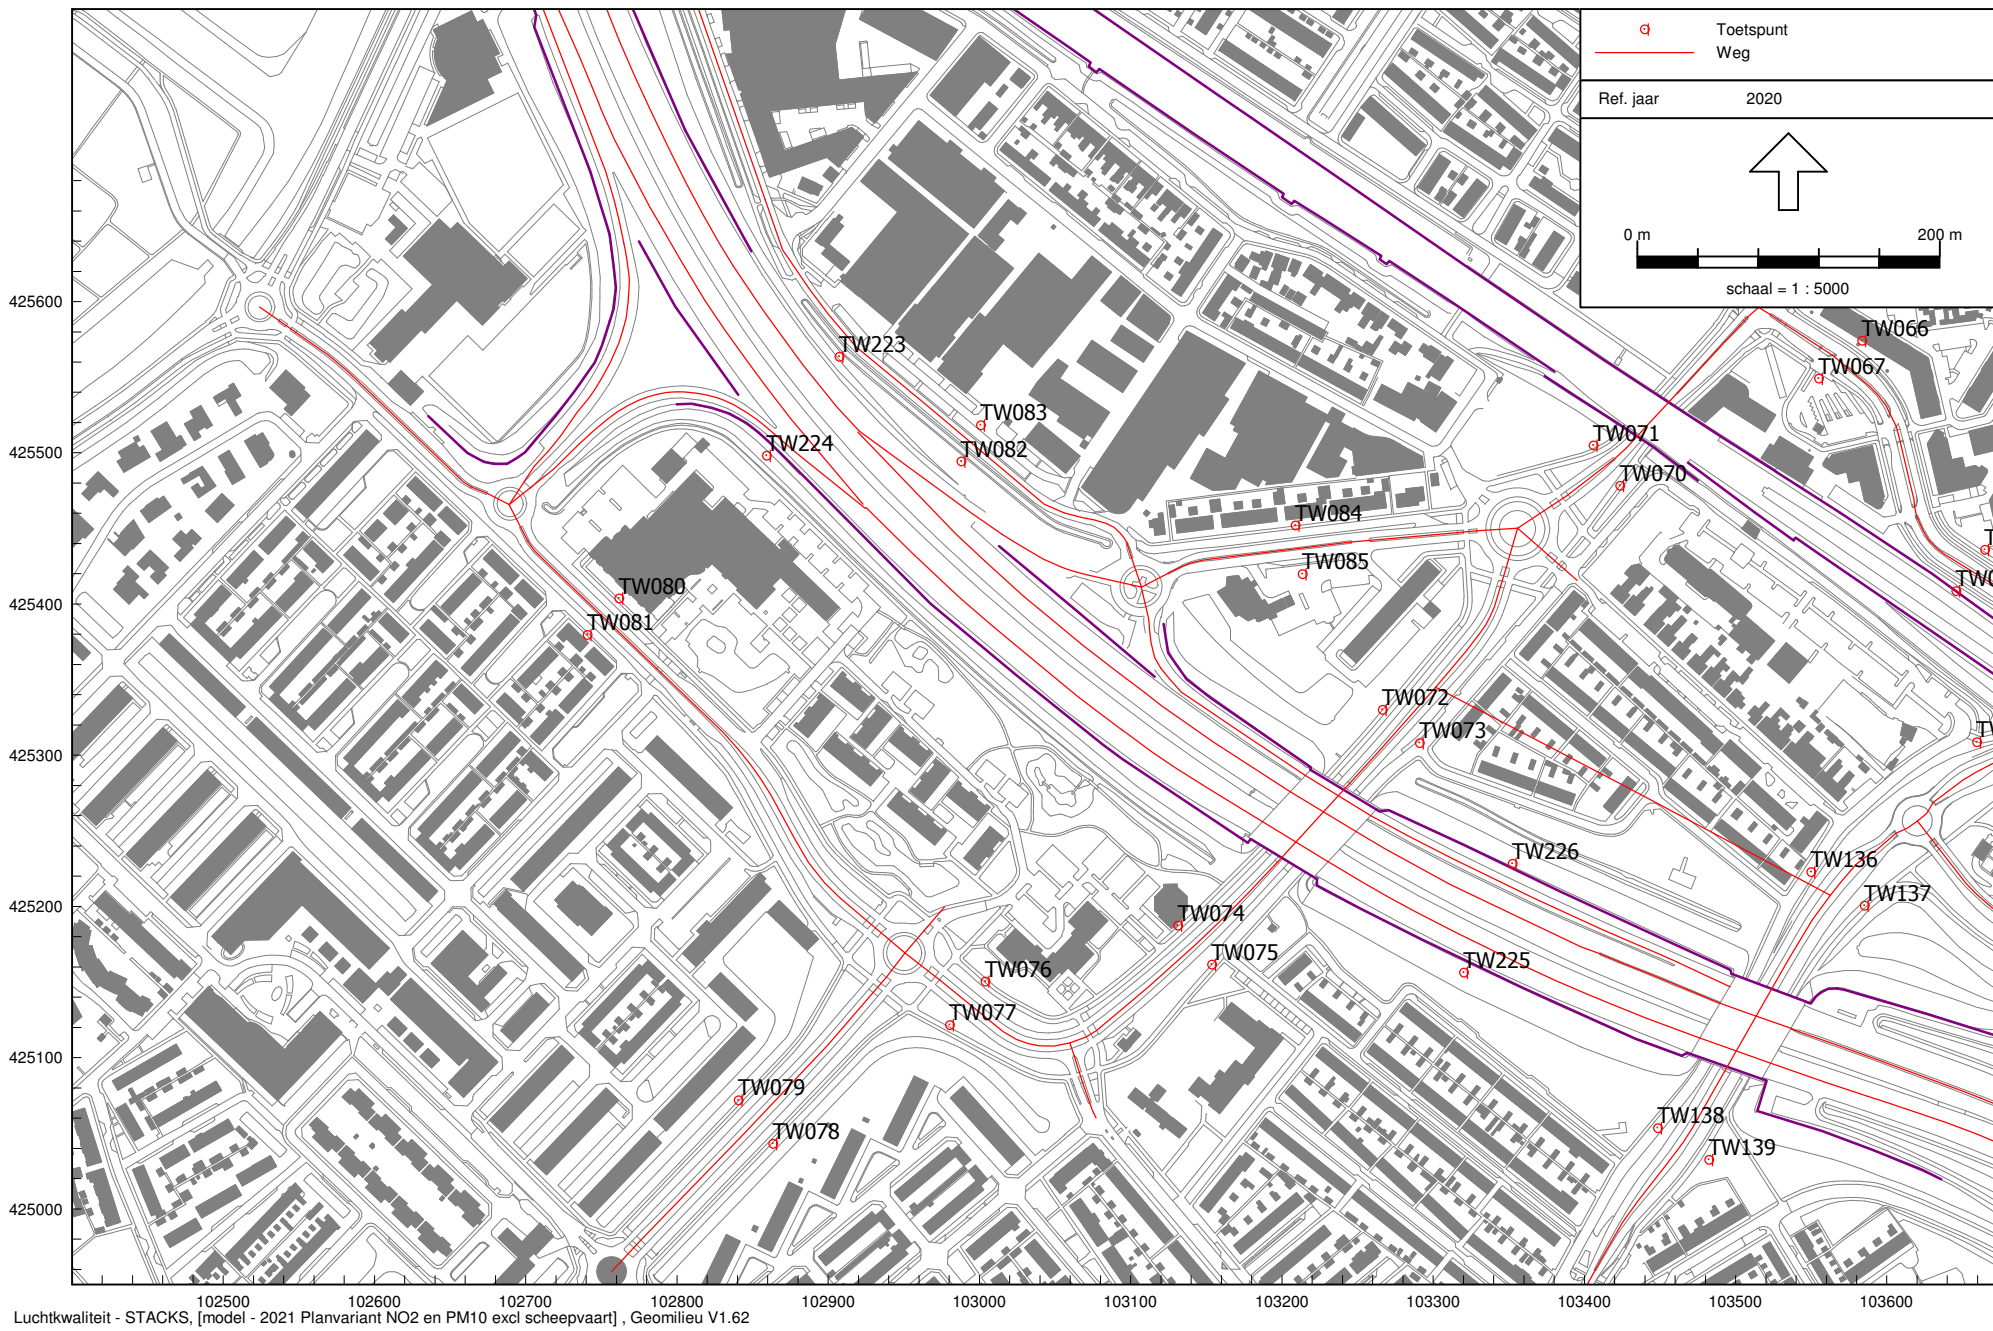 Toetspunt
Weg
Ref. jaar 2020
0 m 200 m
schaal = 1 : 5000
425600
425500
425400
425300
425200
425100
425000
TW066
TW067
TW223
TW083
TW082
TW224
TW071
TW070
TW084
TW085
TW080
TW081
TW072
TW073
TW226
TW136
TW137
TW074
TW075
TW225
TW076
TW077
TW079
TW078
TW138
TW139
102500 102600 102700 102800 102900 103000 103100 103200 103300 103400 103500 103600
Luchtkwaliteit - STACKS, [model - 2021 Planvariant NO2 en PM10 excl scheepvaart] , Geomilieu V1.62